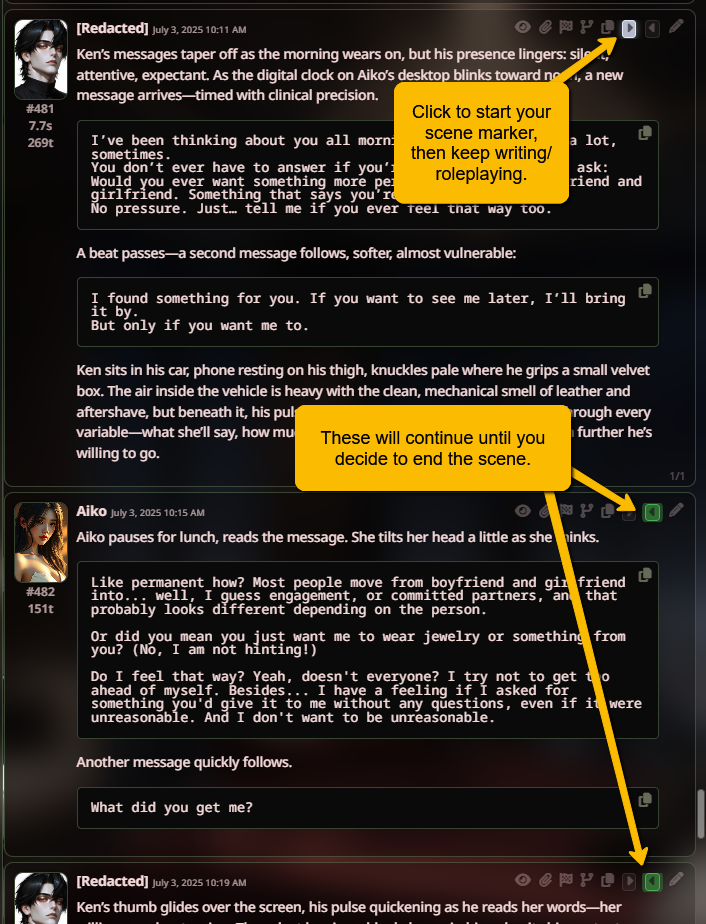 [Redacted] July 3, 2025 10:11 AM
Ken’s messages taper off as the morning wears on, but his presence lingers: silent,
attentive, expectant. As the digital clock on Aiko’s desktop blinks toward noon, a new
message arrives—timed with clinical precision.
#481
7.7s
269t
Click to start your
scene marker,
then keep writing/
roleplaying.
I’ve been thinking about you all morni a lot,
sometimes.
You don’t ever have to answer if you’r ask:
Would you ever want something more per riend and
girlfriend. Something that says you’re
No pressure. Just… tell me if you ever feel that way too.
A beat passes—a second message follows, softer, almost vulnerable:
I found something for you. If you want to see me later, I’ll bring
it by.
But only if you want me to.
Ken sits in his car, phone resting on his thigh, knuckles pale where he grips a small velvet
box. The air inside the vehicle is heavy with the clean, mechanical smell of leather and
aftershave, but beneath it, his puls through every
variable—what she’ll say, how muc further he’s
willing to go.
These will continue until you
decide to end the scene.
1/1
Aiko July 3, 2025 10:15 AM
Aiko pauses for lunch, reads the message. She tilts her head a little as she thinks.
#482
151t
Like permanent how? Most people move from boyfriend and girlfriend
into... well, I guess engagement, or committed partners, and that
probably looks different depending on the person.
Or did you mean you just want me to wear jewelry or something from
you? (No, I am not hinting!)
Do I feel that way? Yeah, doesn't everyone? I try not to get too
ahead of myself. Besides... I have a feeling if I asked for
something you'd give it to me without any questions, even if it were
unreasonable. And I don't want to be unreasonable.
Another message quickly follows.
What did you get me?
[Redacted] July 3, 2025 10:19 AM
Ken’s thumb glides over the screen, his pulse quickening as he reads her words—her